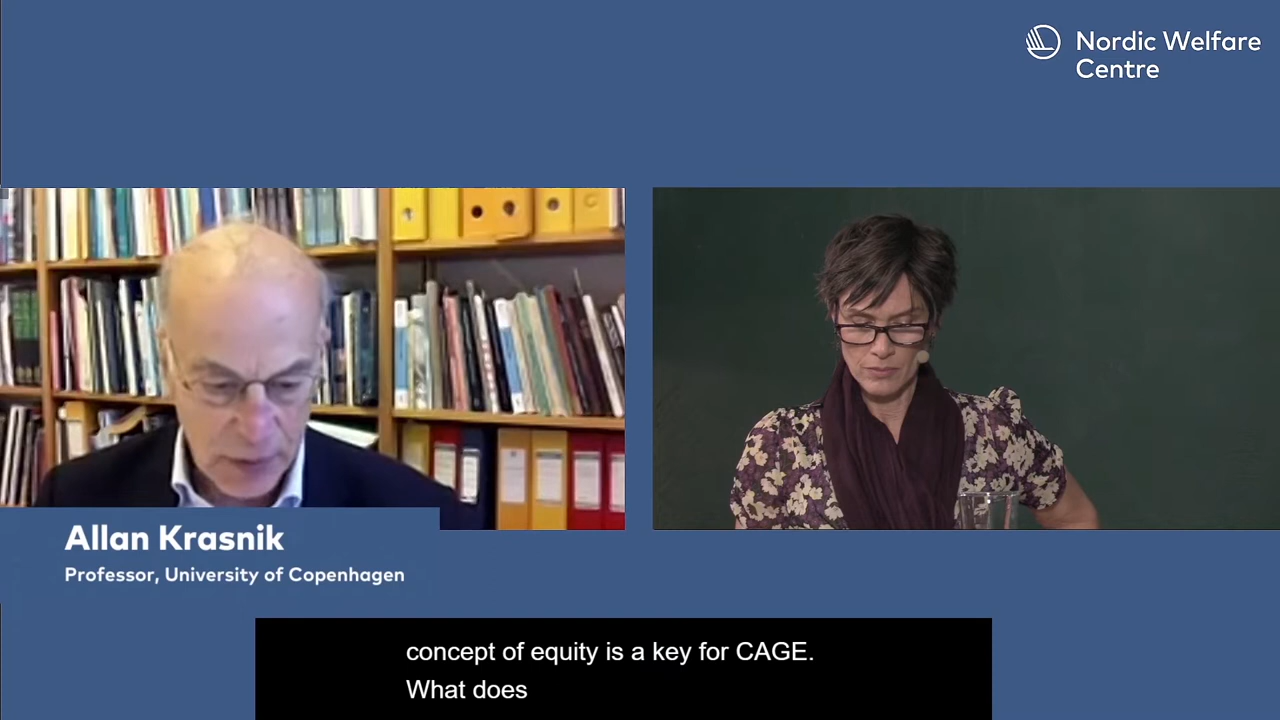 Nordic Welfare
Centre
Allan Krasnik
Professor, University of Copenhagen
concept of equity is a key for CAGE.
What does